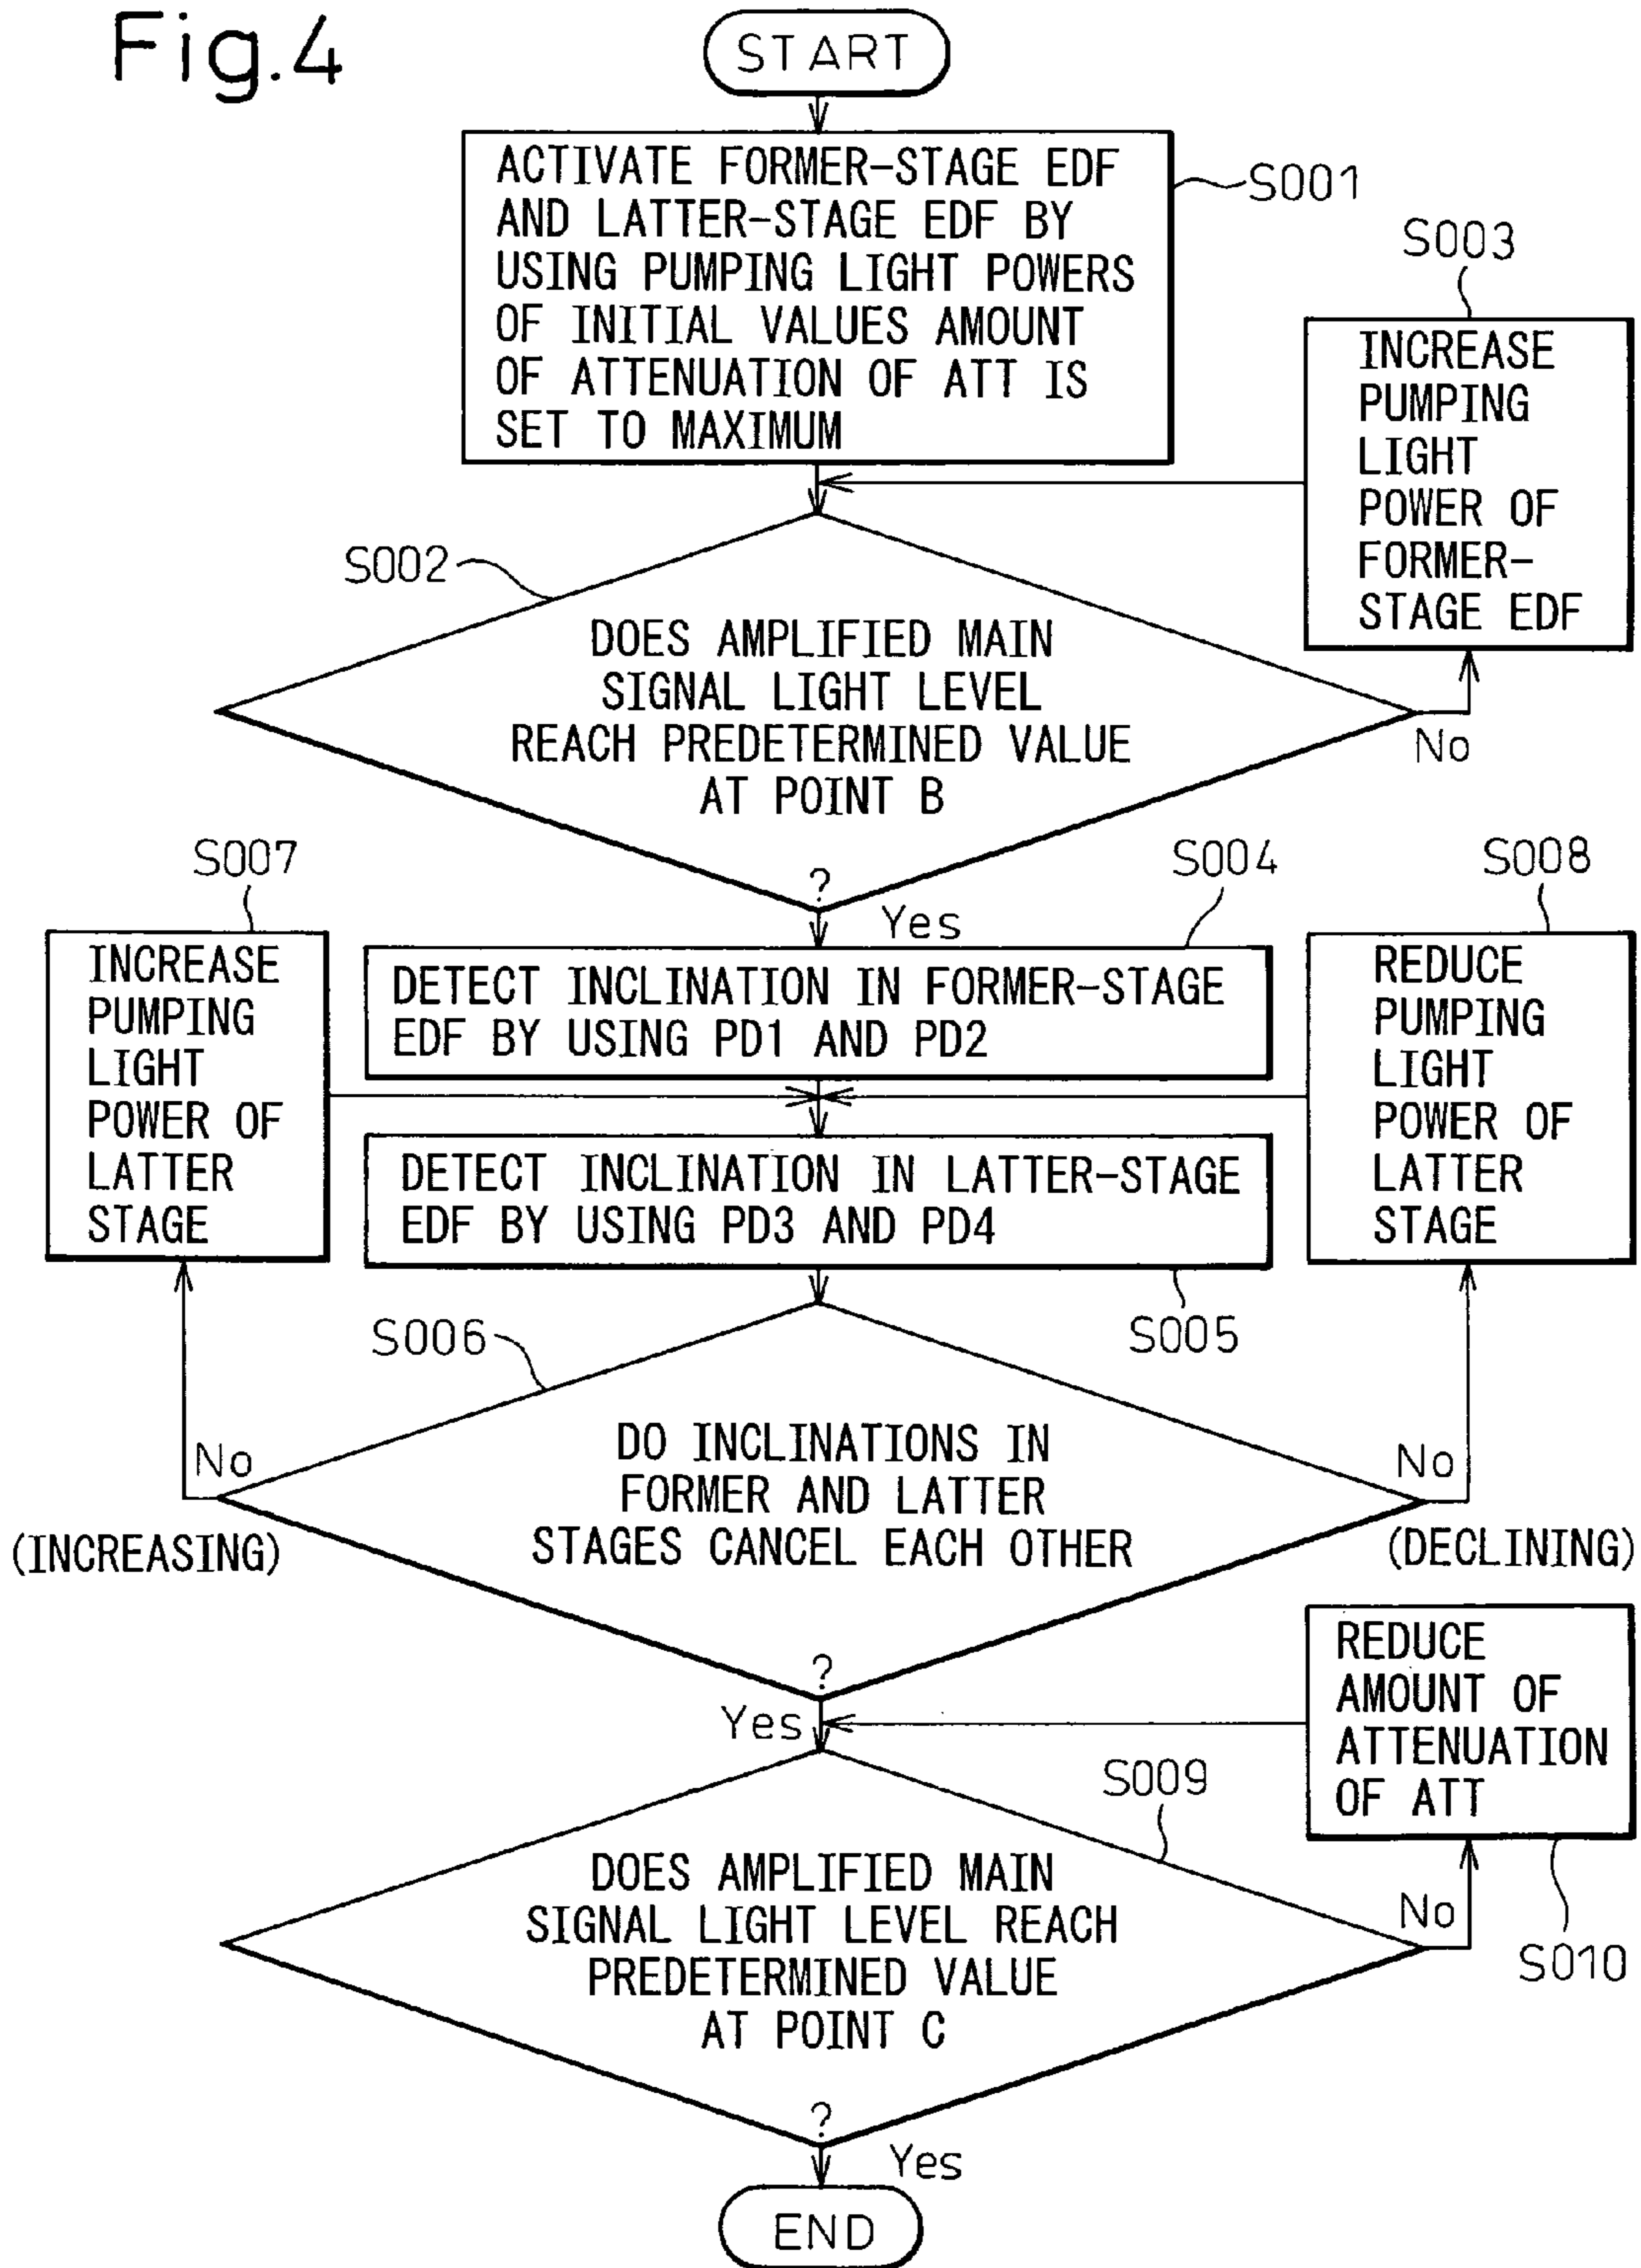 Fig.4
START
ACTIVATE FORMER-STAGE EDF
AND LATTER-STAGE EDF BY
USING PUMPING LIGHT POWERS
OF INITIAL VALUES AMOUNT
OF ATTENUATION OF ATT IS
SET TO MAXIMUM
S001
S003
INCREASE
PUMPING
LIGHT
POWER OF
FORMER-
STAGE EDF
S002
DOES AMPLIFIED MAIN
SIGNAL LIGHT LEVEL
REACH PREDETERMINED VALUE
AT POINT B
?
No
Yes
S004
DETECT INCLINATION IN FORMER-STAGE
EDF BY USING PD1 AND PD2
S007
INCREASE
PUMPING
LIGHT
POWER OF
LATTER
STAGE
S008
REDUCE
PUMPING
LIGHT
POWER OF
LATTER
STAGE
DETECT INCLINATION IN LATTER-STAGE
EDF BY USING PD3 AND PD4
S005
S006
DO INCLINATIONS IN
FORMER AND LATTER
STAGES CANCEL EACH OTHER
?
No
(INCREASING)
No
(DECLINING)
Yes
REDUCE
AMOUNT OF
ATTENUATION
OF ATT
S010
S009
DOES AMPLIFIED MAIN
SIGNAL LIGHT LEVEL REACH
PREDETERMINED VALUE
AT POINT C
?
No
Yes
END